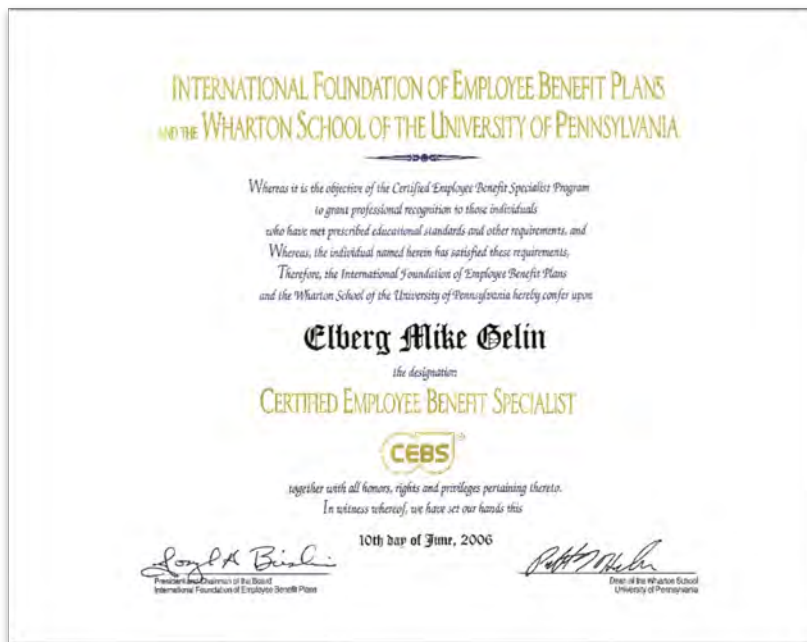 INTERNATIONAL FOUNDATION OF EMPLOYEE BENEFIT PLANS
AND THE WHARTON SCHOOL OF THE UNIVERSITY OF PENNSYLVANIA
Whereas it is the objective of the Certified Employee Benefit Specialist Program
to grant professional recognition to those individuals
who have met prescribed educational standards and other requirements, and
Whereas, the individual named herein has satisfied these requirements,
Therefore, the International Foundation of Employee Benefit Plans
and the Wharton School of the University of Pennsylvania hereby confer upon
Elberg Mike Gelin
the designation
CERTIFIED EMPLOYEE BENEFIT SPECIALIST
CEBS
together with all honors, rights and privileges pertaining thereto.
In witness whereof, we have set our hands this
10th day of June, 2006
President and Chairman of the Board
International Foundation of Employee Benefit Plans
Dean of the Wharton School
University of Pennsylvania